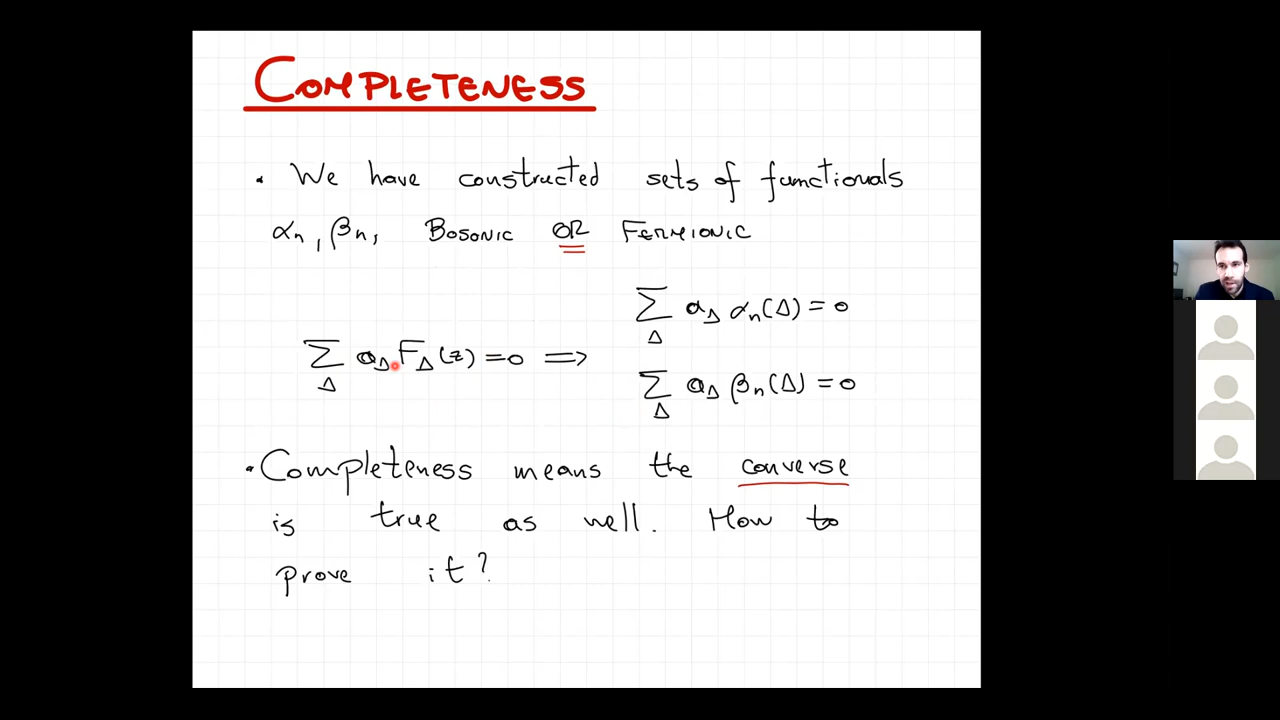 COMPLETENESS
• We have constructed sets of functionals
αn, βn, BOSONIC OR FERMIONIC
∑Δ aΔ αn(Δ) = 0
∑Δ aΔ FΔ(z) = 0 ⟹
∑Δ aΔ βn(Δ) = 0
• Completeness means the converse
is true as well. How to
prove it?